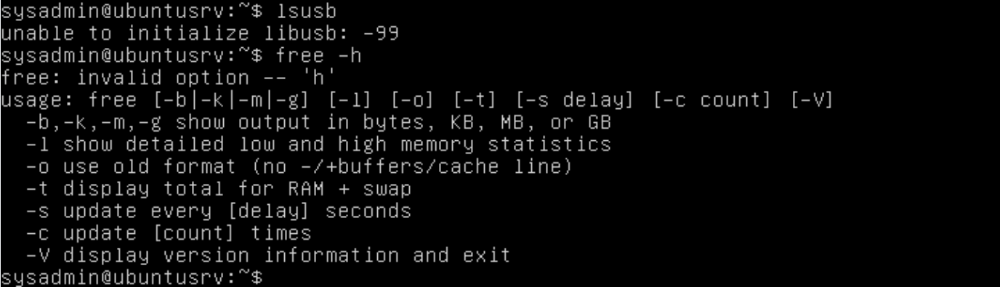 sysadmin@ubuntusrv:~$ lsusb
unable to initialize libusb: -99
sysadmin@ubuntusrv:~$ free -h
free: invalid option -- 'h'
usage: free [-b|-k|-m|-g] [-l] [-o] [-t] [-s delay] [-c count] [-V]
  -b,-k,-m,-g show output in bytes, KB, MB, or GB
  -l show detailed low and high memory statistics
  -o use old format (no -/+buffers/cache line)
  -t display total for RAM + swap
  -s update every [delay] seconds
  -c update [count] times
  -V display version information and exit
sysadmin@ubuntusrv:~$